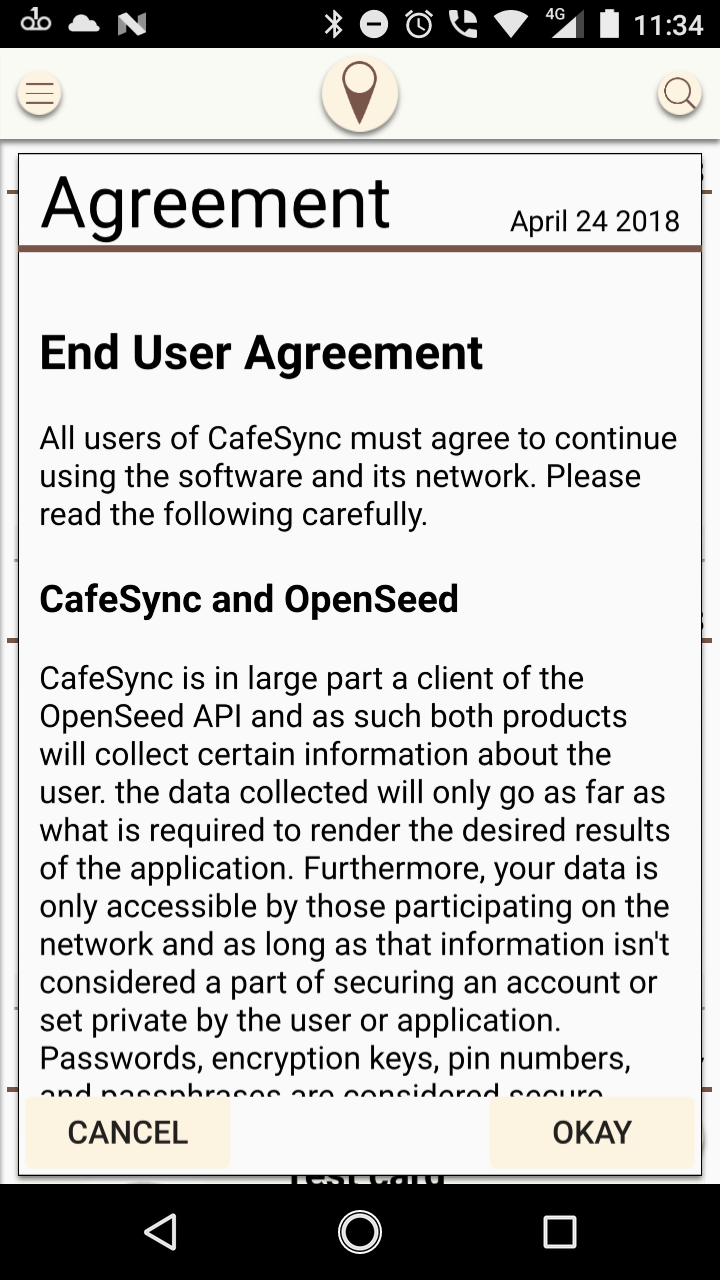 4G 11:34
Agreement
April 24 2018
End User Agreement
All users of CafeSync must agree to continue
using the software and its network. Please
read the following carefully.
CafeSync and OpenSeed
CafeSync is in large part a client of the
OpenSeed API and as such both products
will collect certain information about the
user. the data collected will only go as far as
what is required to render the desired results
of the application. Furthermore, your data is
only accessible by those participating on the
network and as long as that information isn't
considered a part of securing an account or
set private by the user or application.
Passwords, encryption keys, pin numbers,
and passphrases are considered secure
CANCEL OKAY
Test card